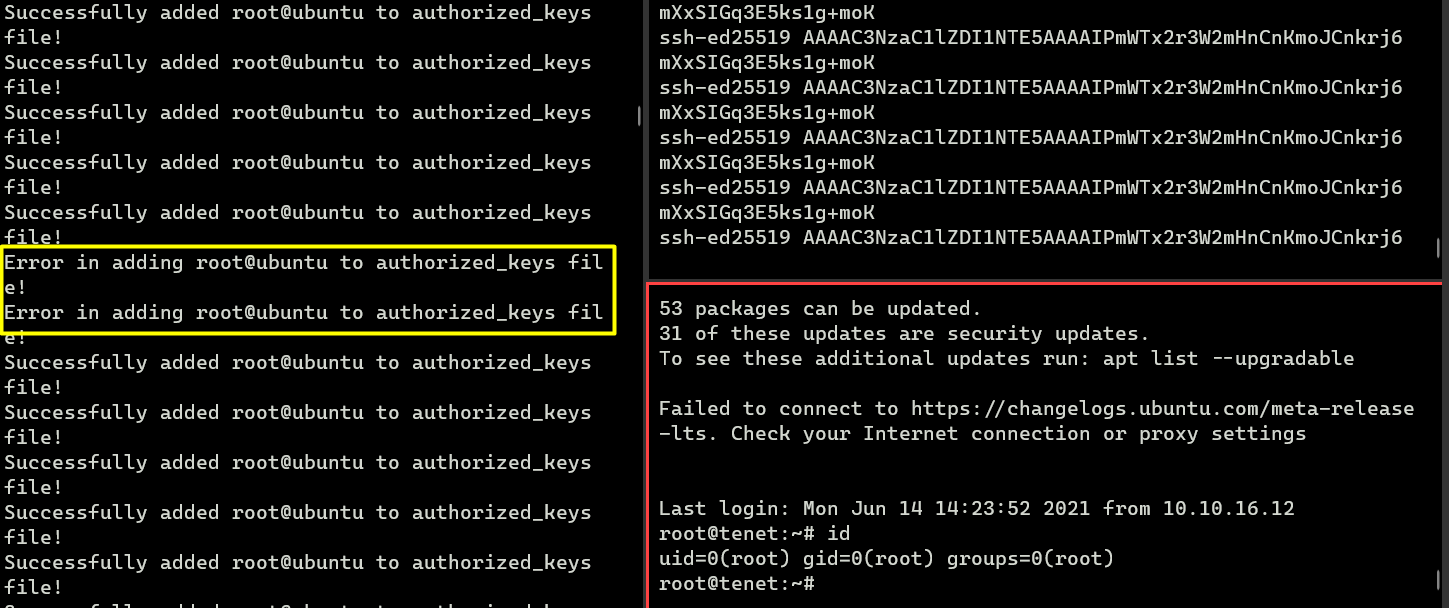 Successfully added root@ubuntu to authorized_keys
file!
Successfully added root@ubuntu to authorized_keys
file!
Successfully added root@ubuntu to authorized_keys
file!
Successfully added root@ubuntu to authorized_keys
file!
Successfully added root@ubuntu to authorized_keys
file!
Error in adding root@ubuntu to authorized_keys fil
e!
Error in adding root@ubuntu to authorized_keys fil
e!
Successfully added root@ubuntu to authorized_keys
file!
Successfully added root@ubuntu to authorized_keys
file!
Successfully added root@ubuntu to authorized_keys
file!
Successfully added root@ubuntu to authorized_keys
file!
Successfully added root@ubuntu to authorized_keys
file!
Successfully added root@ubuntu to authorized_keys
mXxSIGq3E5ks1g+moK
ssh-ed25519 AAAAC3NzaC1lZDI1NTE5AAAAIPmWTx2r3W2mHnCnKmoJCnkrj6
mXxSIGq3E5ks1g+moK
ssh-ed25519 AAAAC3NzaC1lZDI1NTE5AAAAIPmWTx2r3W2mHnCnKmoJCnkrj6
mXxSIGq3E5ks1g+moK
ssh-ed25519 AAAAC3NzaC1lZDI1NTE5AAAAIPmWTx2r3W2mHnCnKmoJCnkrj6
mXxSIGq3E5ks1g+moK
ssh-ed25519 AAAAC3NzaC1lZDI1NTE5AAAAIPmWTx2r3W2mHnCnKmoJCnkrj6
mXxSIGq3E5ks1g+moK
ssh-ed25519 AAAAC3NzaC1lZDI1NTE5AAAAIPmWTx2r3W2mHnCnKmoJCnkrj6
53 packages can be updated.
31 of these updates are security updates.
To see these additional updates run: apt list --upgradable
Failed to connect to https://changelogs.ubuntu.com/meta-release
-lts. Check your Internet connection or proxy settings
Last login: Mon Jun 14 14:23:52 2021 from 10.10.16.12
root@tenet:~# id
uid=0(root) gid=0(root) groups=0(root)
root@tenet:~#